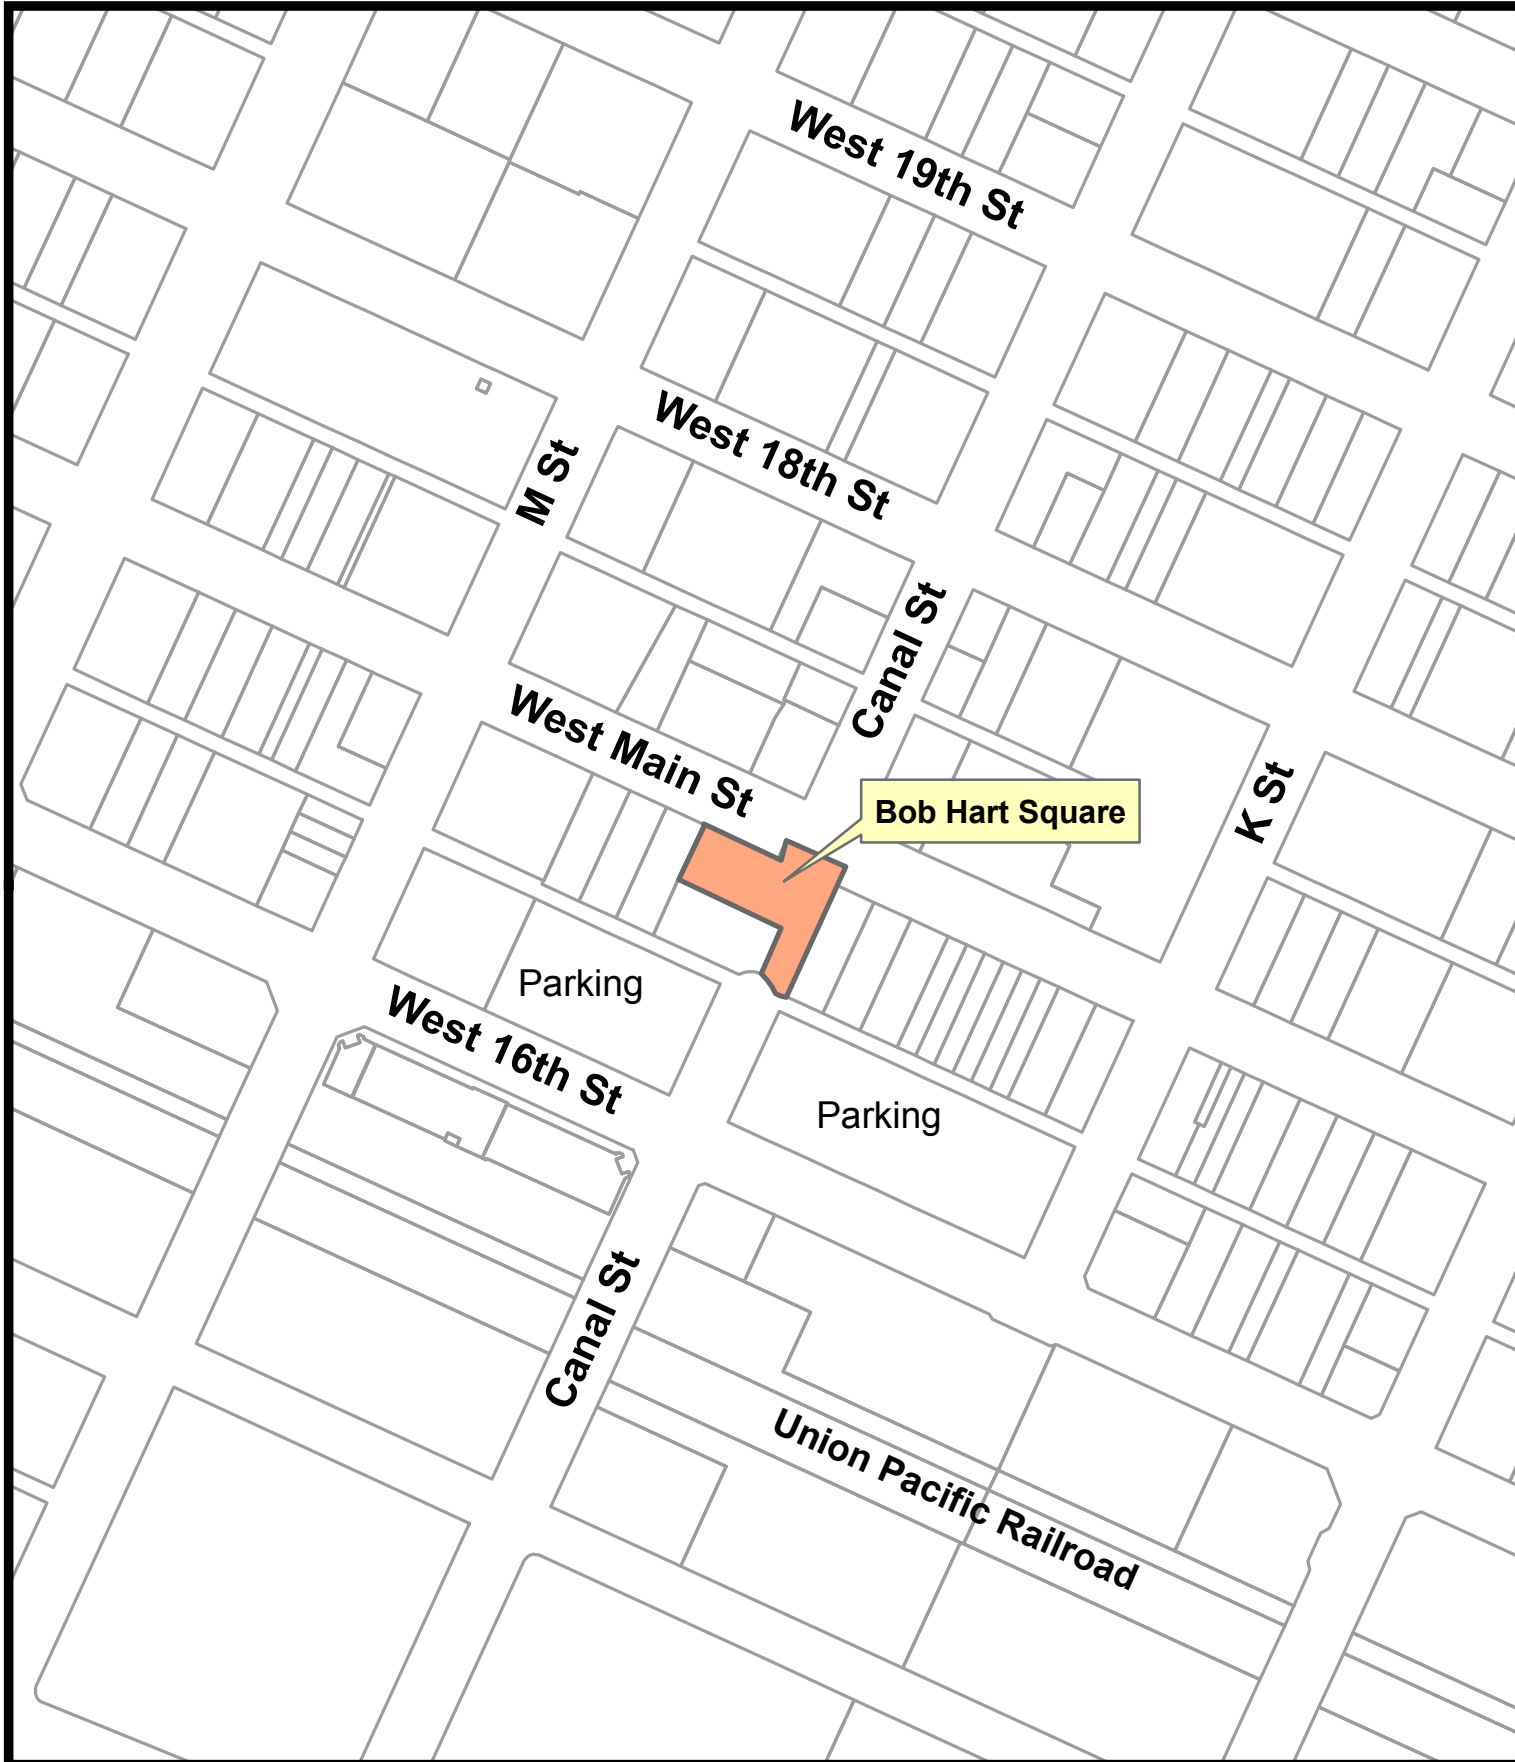 West 19th St
West 18th St
M St
Canal St
West Main St
K St
Bob Hart Square
Parking
West 16th St
Parking
Canal St
Union Pacific Railroad